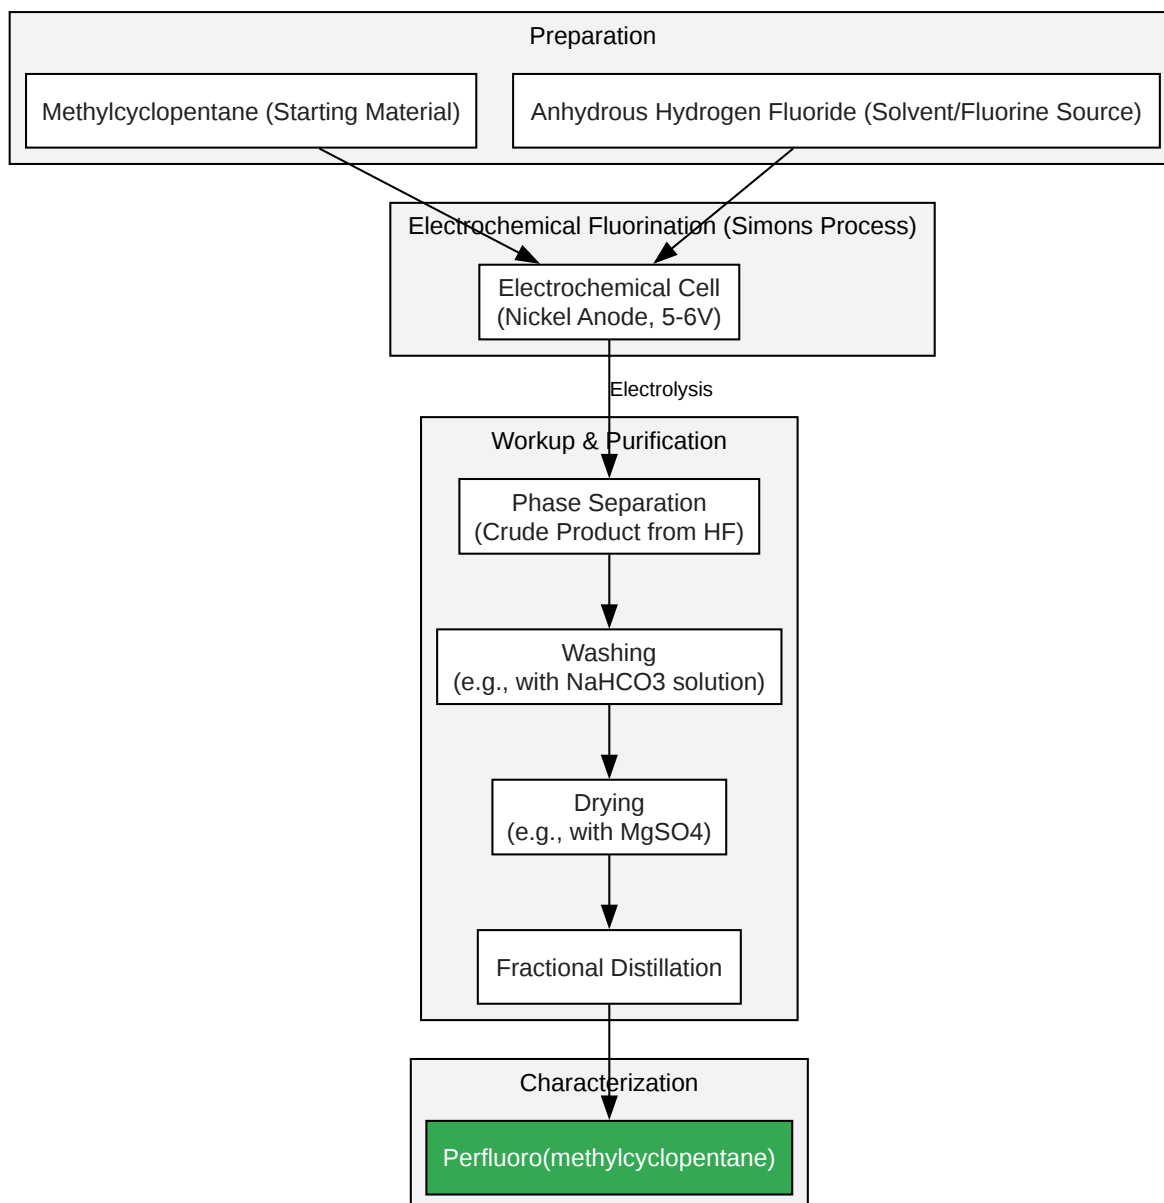 Preparation
Methylcyclopentane (Starting Material)
Anhydrous Hydrogen Fluoride (Solvent/Fluorine Source)
Electrochemical Fluorination (Simons Process)
Electrochemical Cell
(Nickel Anode, 5-6V)
Electrolysis
Workup & Purification
Phase Separation
(Crude Product from HF)
Washing
(e.g., with NaHCO3 solution)
Drying
(e.g., with MgSO4)
Fractional Distillation
Characterization
Perfluoro(methylcyclopentane)